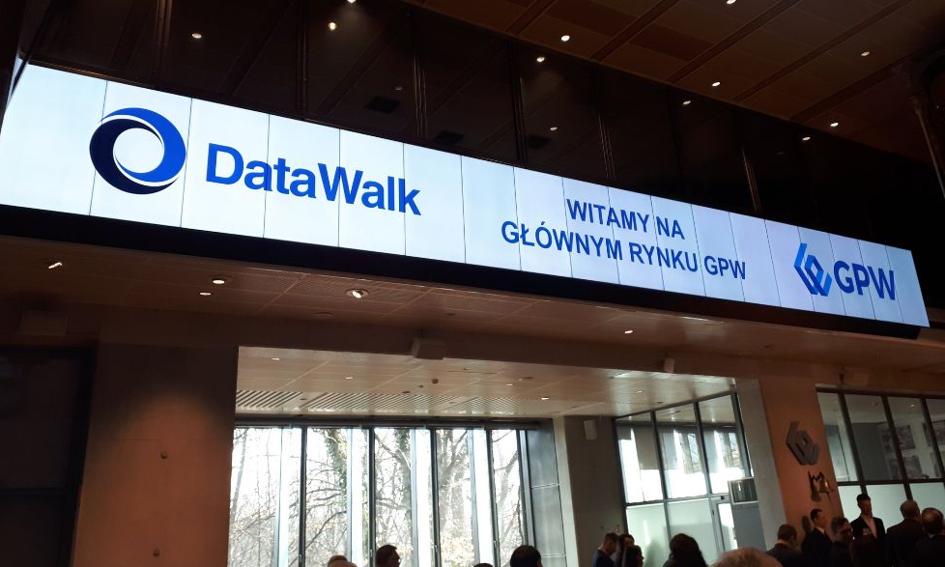 DataWalk
WITAMY NA
GŁÓWNYM RYNKU GPW
GPW